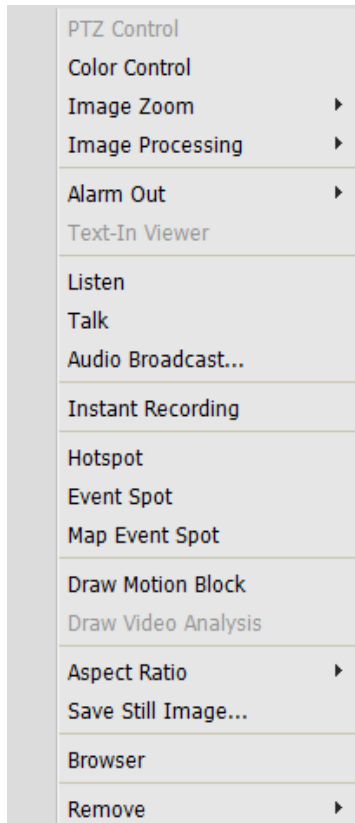 PTZ Control
Color Control
Image Zoom
Image Processing
Alarm Out
Text-In Viewer
Listen
Talk
Audio Broadcast...
Instant Recording
Hotspot
Event Spot
Map Event Spot
Draw Motion Block
Draw Video Analysis
Aspect Ratio
Save Still Image...
Browser
Remove